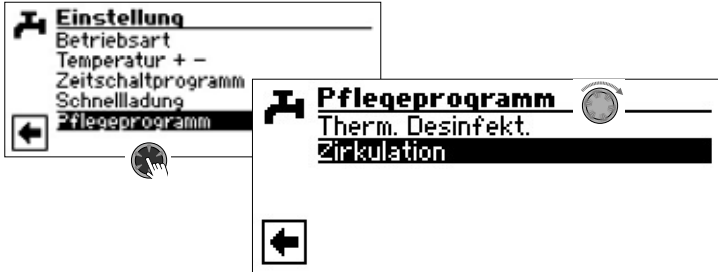 Einstellung
Betriebsart
Temperatur + -
Zeitschaltprogramm
Schnellladung
Pflegeprogramm
Pflegeprogramm
Therm. Desinfekt.
Zirkulation